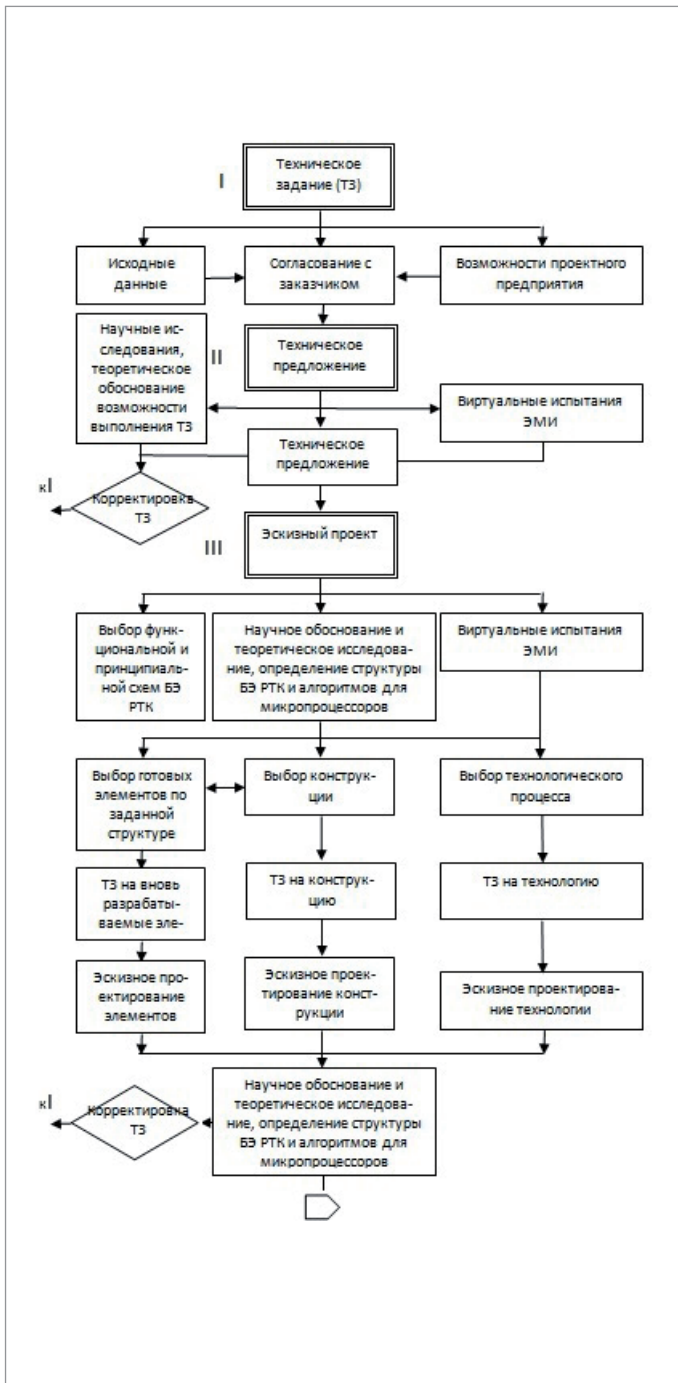 I
Техническое
задание (ТЗ)
Исходные
данные
Согласование с
заказчиком
Возможности проектного
предприятия
Научные ис-
следования,
теоретическое
обоснование
возможности
выполнения ТЗ
II
Техническое
предложение
Виртуальные испытания
ЭМИ
Техническое
предложение
кI
Корректировка
ТЗ
III
Эскизный проект
Выбор функ-
циональной и
принципиаль-
ной схем БЭ
РТК
Научное обоснование и
теоретическое исследова-
ние, определение структуры
БЭ РТК и алгоритмов для
микропроцессоров
Виртуальные испытания
ЭМИ
Выбор готовых
элементов по
заданной
структуре
Выбор конструк-
ции
Выбор технологического
процесса
ТЗ на вновь
разрабаты-
ваемые эле-
ТЗ на конструк-
цию
ТЗ на технологию
Эскизное про-
ектирование
элементов
Эскизное проек-
тирование конст-
рукции
Эскизное проектирова-
ние технологии
кI
Корректировка
ТЗ
Научное обоснование и
теоретическое исследова-
ние, определение структуры
БЭ РТК и алгоритмов для
микропроцессоров